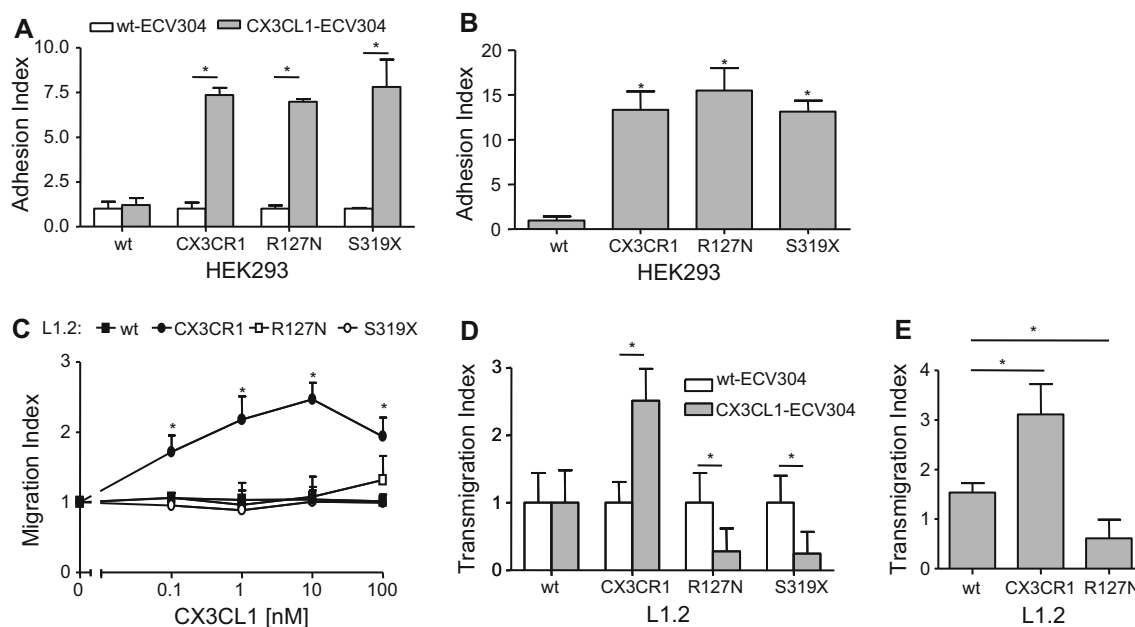 A
wt-ECV304 CX3CL1-ECV304
Adhesion Index
10.0
7.5
5.0
2.5
0.0
* * *
wt CX3CR1 R127N S319X
HEK293
B
Adhesion Index
20
15
10
5
0
* * *
wt CX3CR1 R127N S319X
HEK293
C
L1.2: wt CX3CR1 R127N S319X
Migration Index
3
2
1
0
* * * *
0 0.1 1 10 100
CX3CL1 [nM]
D
Transmigration Index
3
2
1
0
wt-ECV304
CX3CL1-ECV304
* * *
wt CX3CR1 R127N S319X
L1.2
E
Transmigration Index
4
3
2
1
0
*
*
wt CX3CR1 R127N
L1.2